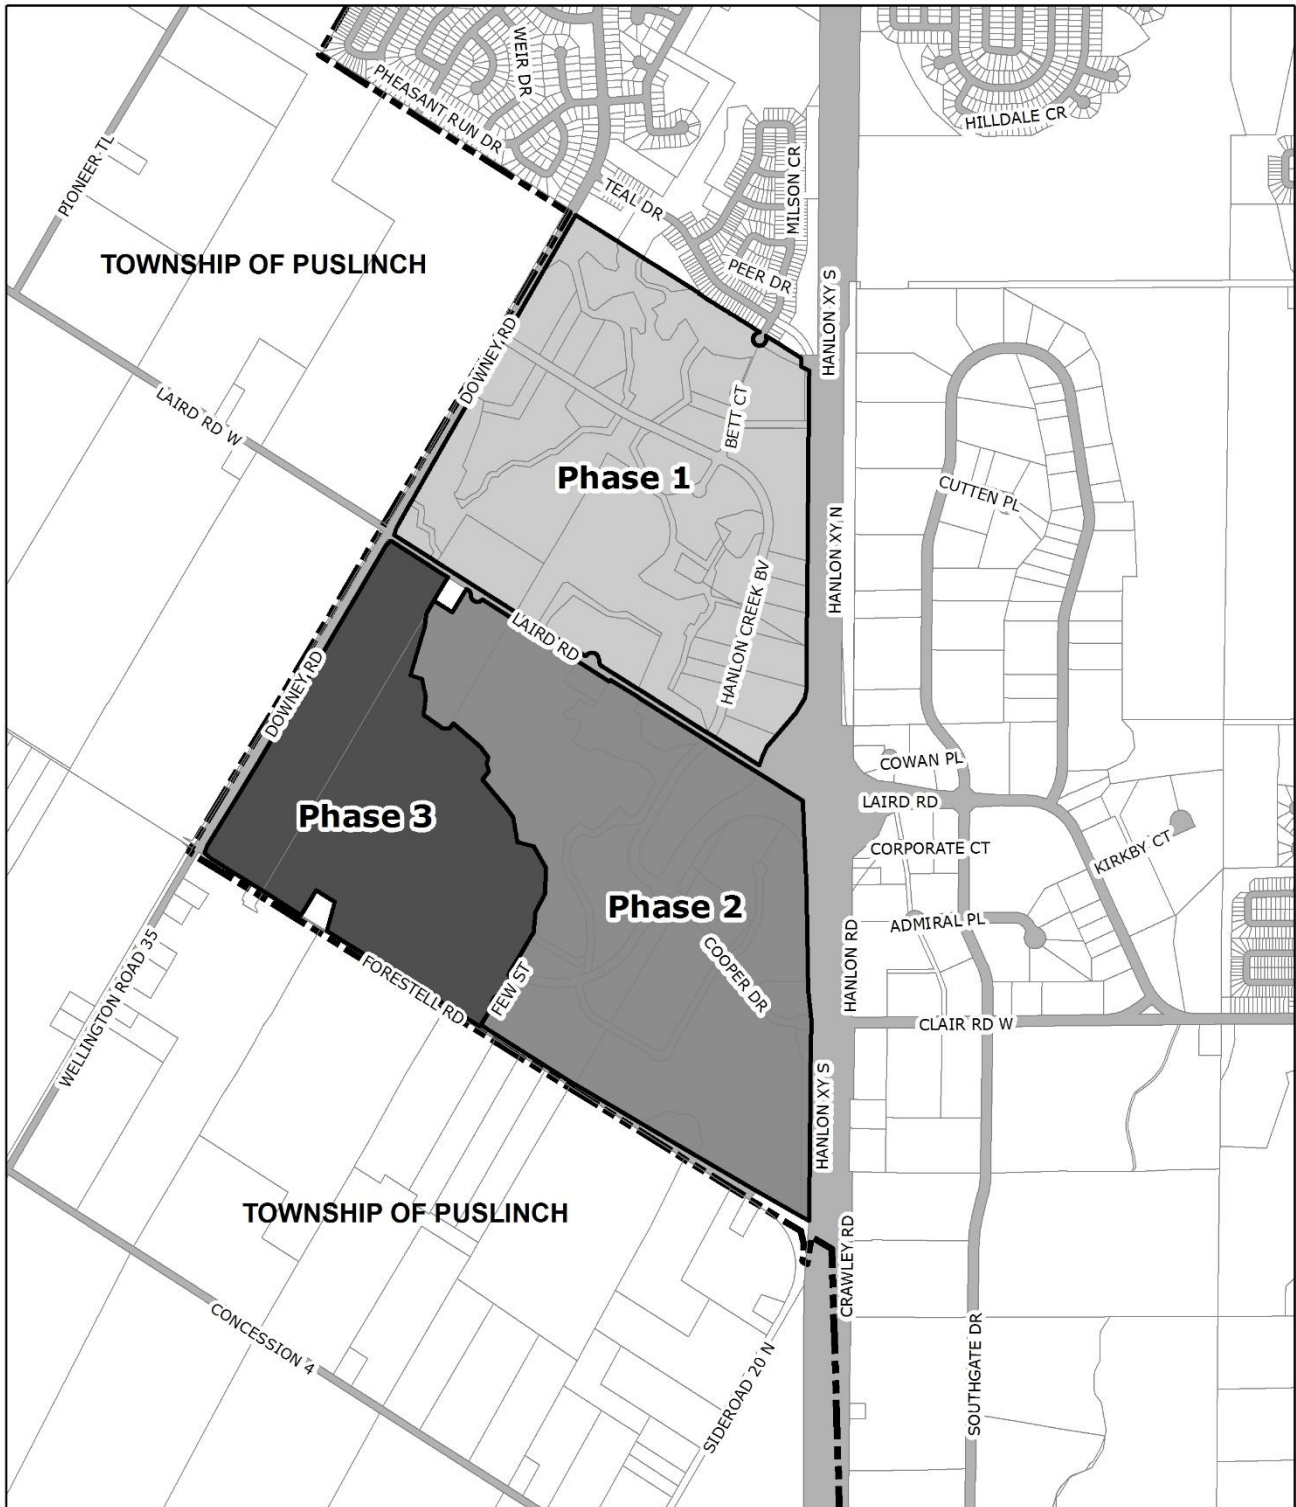 WEIR DR
PHEASANT RUN DR
HILLDALE CR
PIONEER TL
TEAL DR
MILSON CR
TOWNSHIP OF PUSLINCH
PEER DR
HANLON XY S
DOWNEY RD
LAIRD RD W
BETT CT
Phase 1
CUTTEN PL
HANLON XY N
LAIRD RD
HANLON CREEK BV
DOWNEY RD
COWAN PL
LAIRD RD
Phase 3
CORPORATE CT
KIRKBY CT
Phase 2
ADMIRAL PL
COOPER DR
HANLON RD
WELLINGTON ROAD 35
FORESTELL RD
FEW ST
CLAIR RD W
HANLON XY S
TOWNSHIP OF PUSLINCH
CRAWLEY RD
CONCESSION 4
SIDEROAD 20 N
SOUTHGATE DR